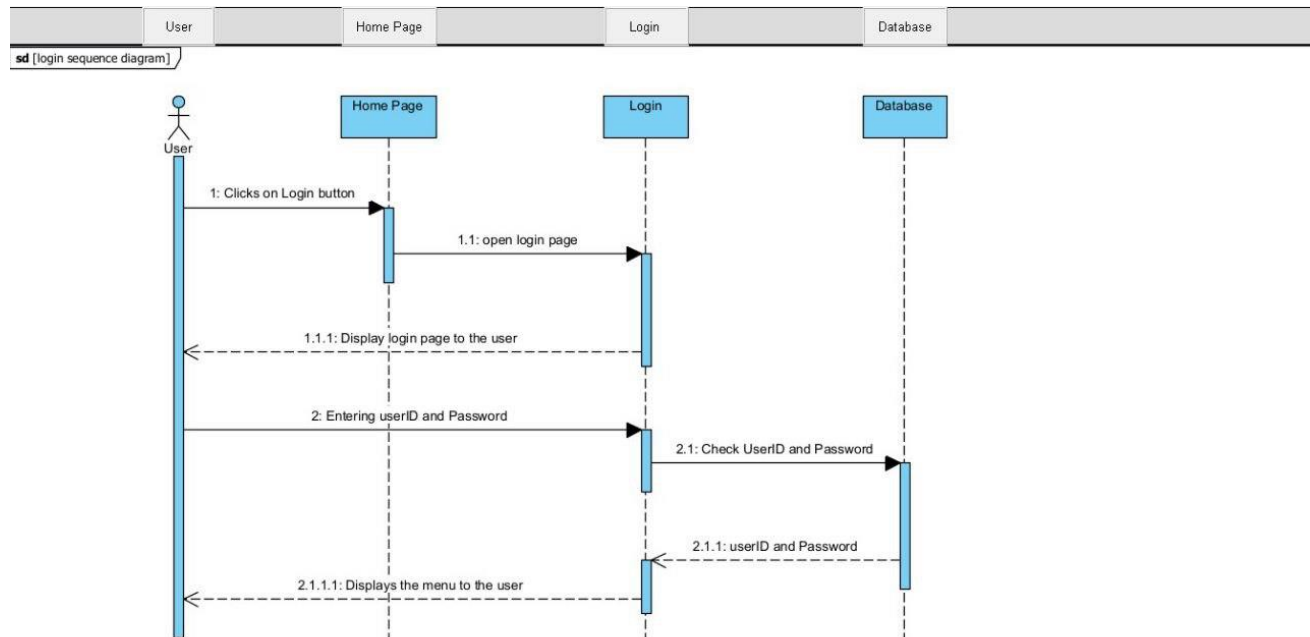 User
Home Page
Login
Database
sd [login sequence diagram]
User
Home Page
Login
Database
1: Clicks on Login button
1.1: open login page
1.1.1: Display login page to the user
2: Entering userID and Password
2.1: Check UserID and Password
2.1.1: userID and Password
2.1.1.1: Displays the menu to the user